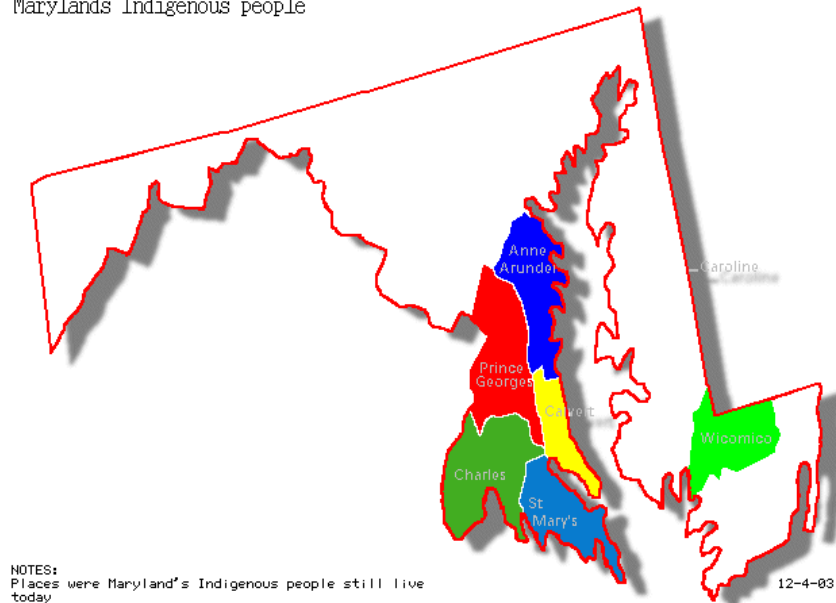 Marylands Indigenous people
Anne
Arundel
Caroline
Caroline
Prince
Georges
Calvert
Wicomico
Charles
St
Mary's
NOTES:
Places were Maryland's Indigenous people still live
today
12-4-03